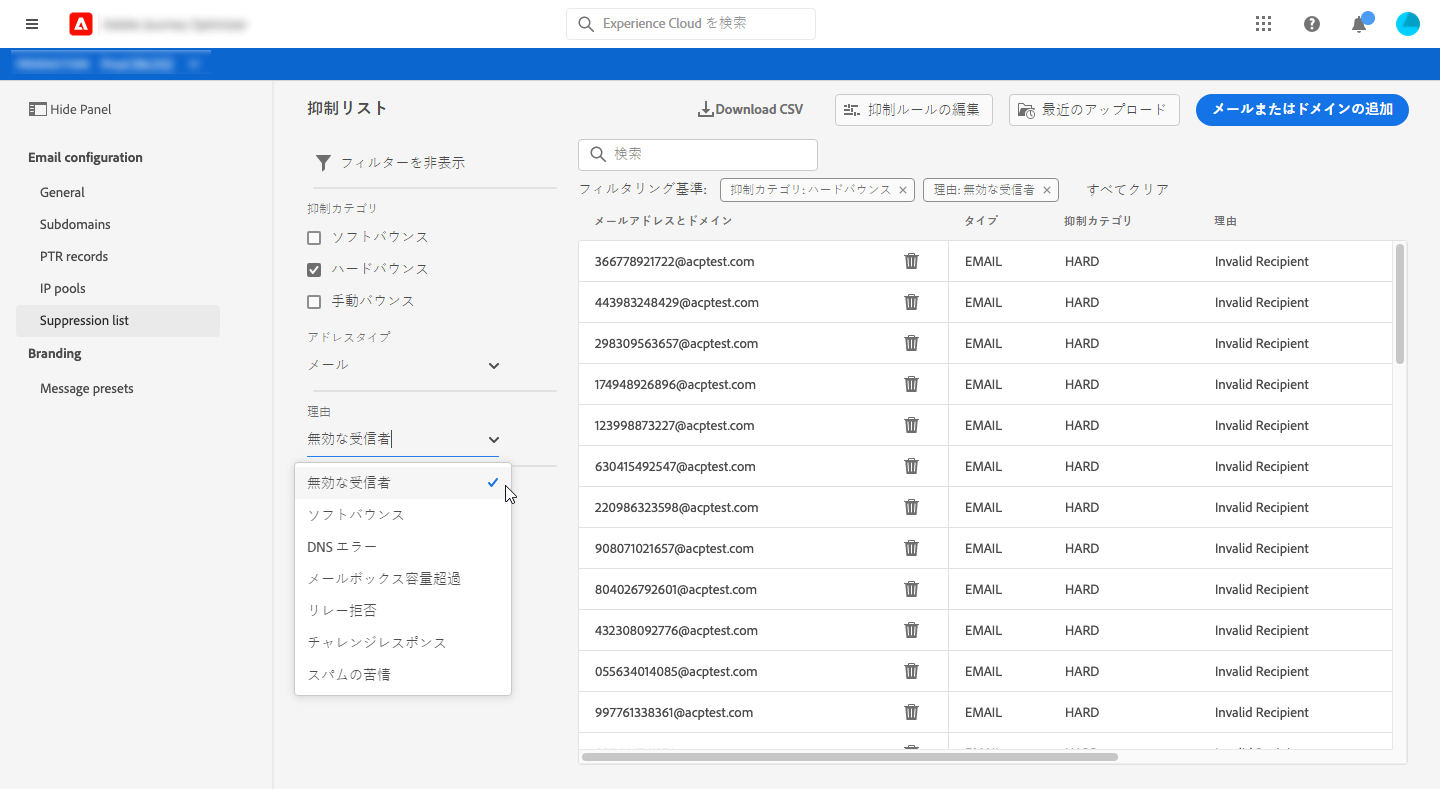 Experience Cloud を検索
Hide Panel
Email configuration
General
Subdomains
PTR records
IP pools
Suppression list
Branding
Message presets
抑制リスト
Download CSV
抑制ルールの編集
最近のアップロード
メールまたはドメインの追加
フィルターを非表示
抑制カテゴリ
ソフトバウンス
ハードバウンス
手動バウンス
アドレスタイプ
メール
理由
無効な受信者
無効な受信者
ソフトバウンス
DNS エラー
メールボックス容量超過
リレー拒否
チャレンジレスポンス
スパムの苦情
検索
フィルタリング基準: 抑制カテゴリ: ハードバウンス × 理由: 無効な受信者 × すべてクリア
メールアドレスとドメイン タイプ 抑制カテゴリ 理由
366778921722@acptest.com EMAIL HARD Invalid Recipient
443983248429@acptest.com EMAIL HARD Invalid Recipient
298309563657@acptest.com EMAIL HARD Invalid Recipient
174948926896@acptest.com EMAIL HARD Invalid Recipient
123998873227@acptest.com EMAIL HARD Invalid Recipient
630415492547@acptest.com EMAIL HARD Invalid Recipient
220986323598@acptest.com EMAIL HARD Invalid Recipient
908071021657@acptest.com EMAIL HARD Invalid Recipient
804026792601@acptest.com EMAIL HARD Invalid Recipient
432308092776@acptest.com EMAIL HARD Invalid Recipient
055634014085@acptest.com EMAIL HARD Invalid Recipient
997761338361@acptest.com EMAIL HARD Invalid Recipient